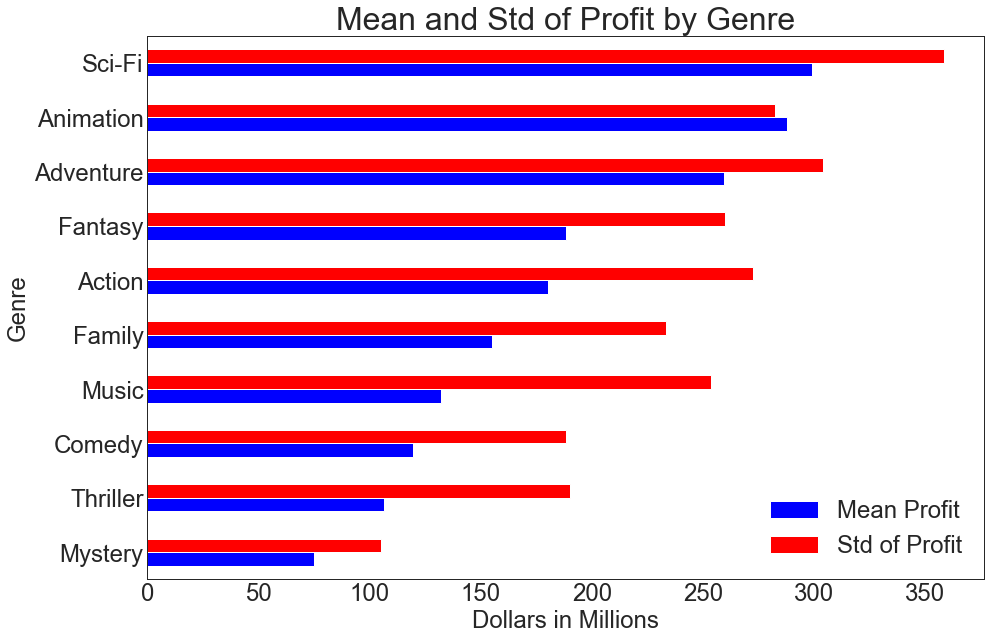 Mean and Std of Profit by Genre
Genre
Sci-Fi
Animation
Adventure
Fantasy
Action
Family
Music
Comedy
Thriller
Mystery
Mean Profit
Std of Profit
0 50 100 150 200 250 300 350
Dollars in Millions